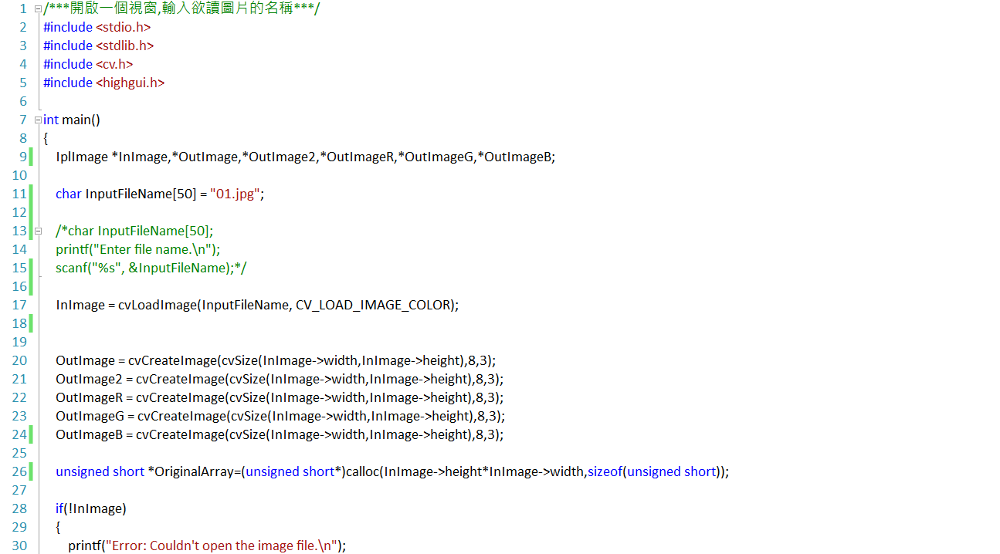 1 /***開啟一個視窗,輸入欲讀圖片的名稱***/
2 #include <stdio.h>
3 #include <stdlib.h>
4 #include <cv.h>
5 #include <highgui.h>
6
7 int main()
8 {
9 IplImage *InImage,*OutImage,*OutImage2,*OutImageR,*OutImageG,*OutImageB;
10
11 char InputFileName[50] = "01.jpg";
12
13 /*char InputFileName[50];
14 printf("Enter file name.\n");
15 scanf("%s", &InputFileName);*/
16
17 InImage = cvLoadImage(InputFileName, CV_LOAD_IMAGE_COLOR);
18
19
20 OutImage = cvCreateImage(cvSize(InImage->width,InImage->height),8,3);
21 OutImage2 = cvCreateImage(cvSize(InImage->width,InImage->height),8,3);
22 OutImageR = cvCreateImage(cvSize(InImage->width,InImage->height),8,3);
23 OutImageG = cvCreateImage(cvSize(InImage->width,InImage->height),8,3);
24 OutImageB = cvCreateImage(cvSize(InImage->width,InImage->height),8,3);
25
26 unsigned short *OriginalArray=(unsigned short*)calloc(InImage->height*InImage->width,sizeof(unsigned short));
27
28 if(!InImage)
29 {
30 printf("Error: Couldn't open the image file.\n");